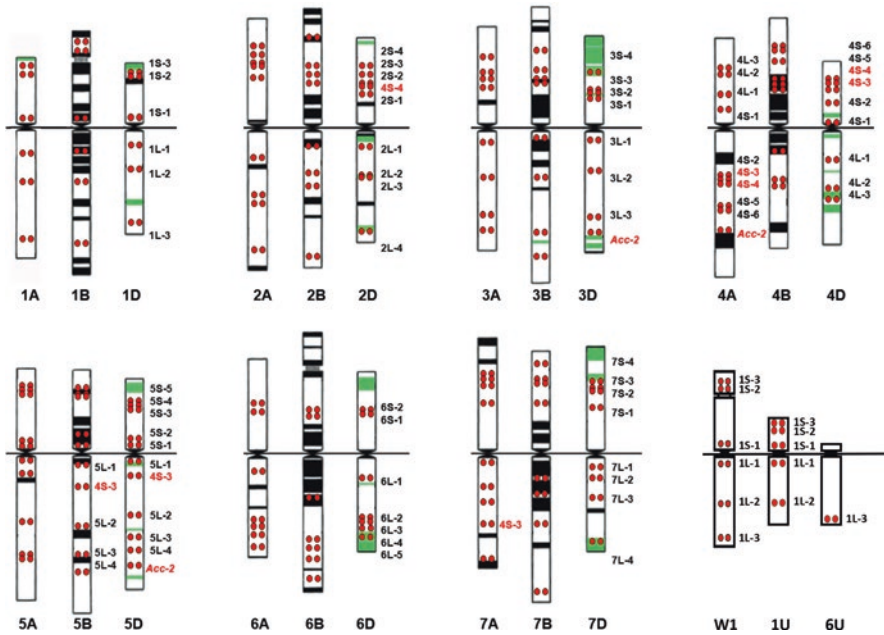 1S-3
1S-2
1S-1
1L-1
1L-2
1L-3
1A 1B 1D
2S-4
2S-3
2S-2
4S-4
2S-1
2L-1
2L-2
2L-3
2L-4
2A 2B 2D
3S-4
3S-3
3S-2
3S-1
3L-1
3L-2
3L-3
Acc-2
3A 3B 3D
4L-3
4L-2
4L-1
4S-1
4S-2
4S-3
4S-4
4S-5
4S-6
Acc-2
4S-6
4S-5
4S-4
4S-3
4S-2
4S-1
4L-1
4L-2
4L-3
4A 4B 4D
5L-1
4S-3
5L-2
5L-3
5L-4
5S-5
5S-4
5S-3
5S-2
5S-1
5L-1
4S-3
5L-2
5L-3
5L-4
Acc-2
5A 5B 5D
6S-2
6S-1
6L-1
6L-2
6L-3
6L-4
6L-5
6A 6B 6D
4S-3
7S-4
7S-3
7S-2
7S-1
7L-1
7L-2
7L-3
7L-4
7A 7B 7D
1S-3
1S-2
1S-1
1L-1
1L-2
1L-3
1S-3
1S-2
1S-1
1L-1
1L-2
1L-3
W1 1U 6U